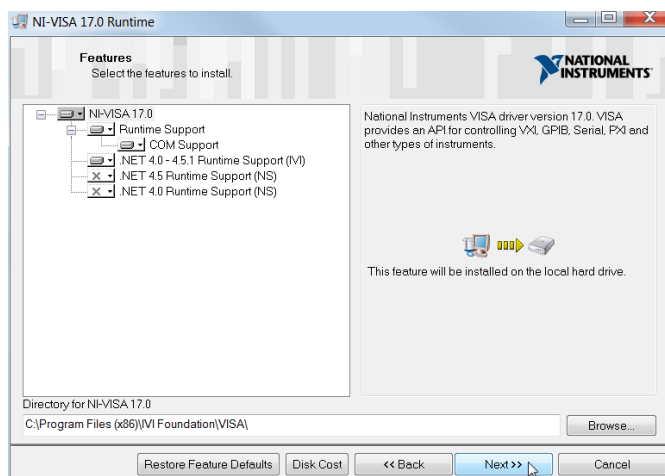 NI-VISA 17.0 Runtime
Features
Select the features to install.
NATIONAL
INSTRUMENTS
NI-VISA 17.0
Runtime Support
COM Support
.NET 4.0 - 4.5.1 Runtime Support (IVI)
.NET 4.5 Runtime Support (NS)
.NET 4.0 Runtime Support (NS)
National Instruments VISA driver version 17.0. VISA
provides an API for controlling VXI, GPIB, Serial, PXI and
other types of instruments.
This feature will be installed on the local hard drive.
Directory for NI-VISA 17.0
C:\Program Files (x86)\IVI Foundation\VISA\
Browse...
Restore Feature Defaults
Disk Cost
<< Back
Next >>
Cancel